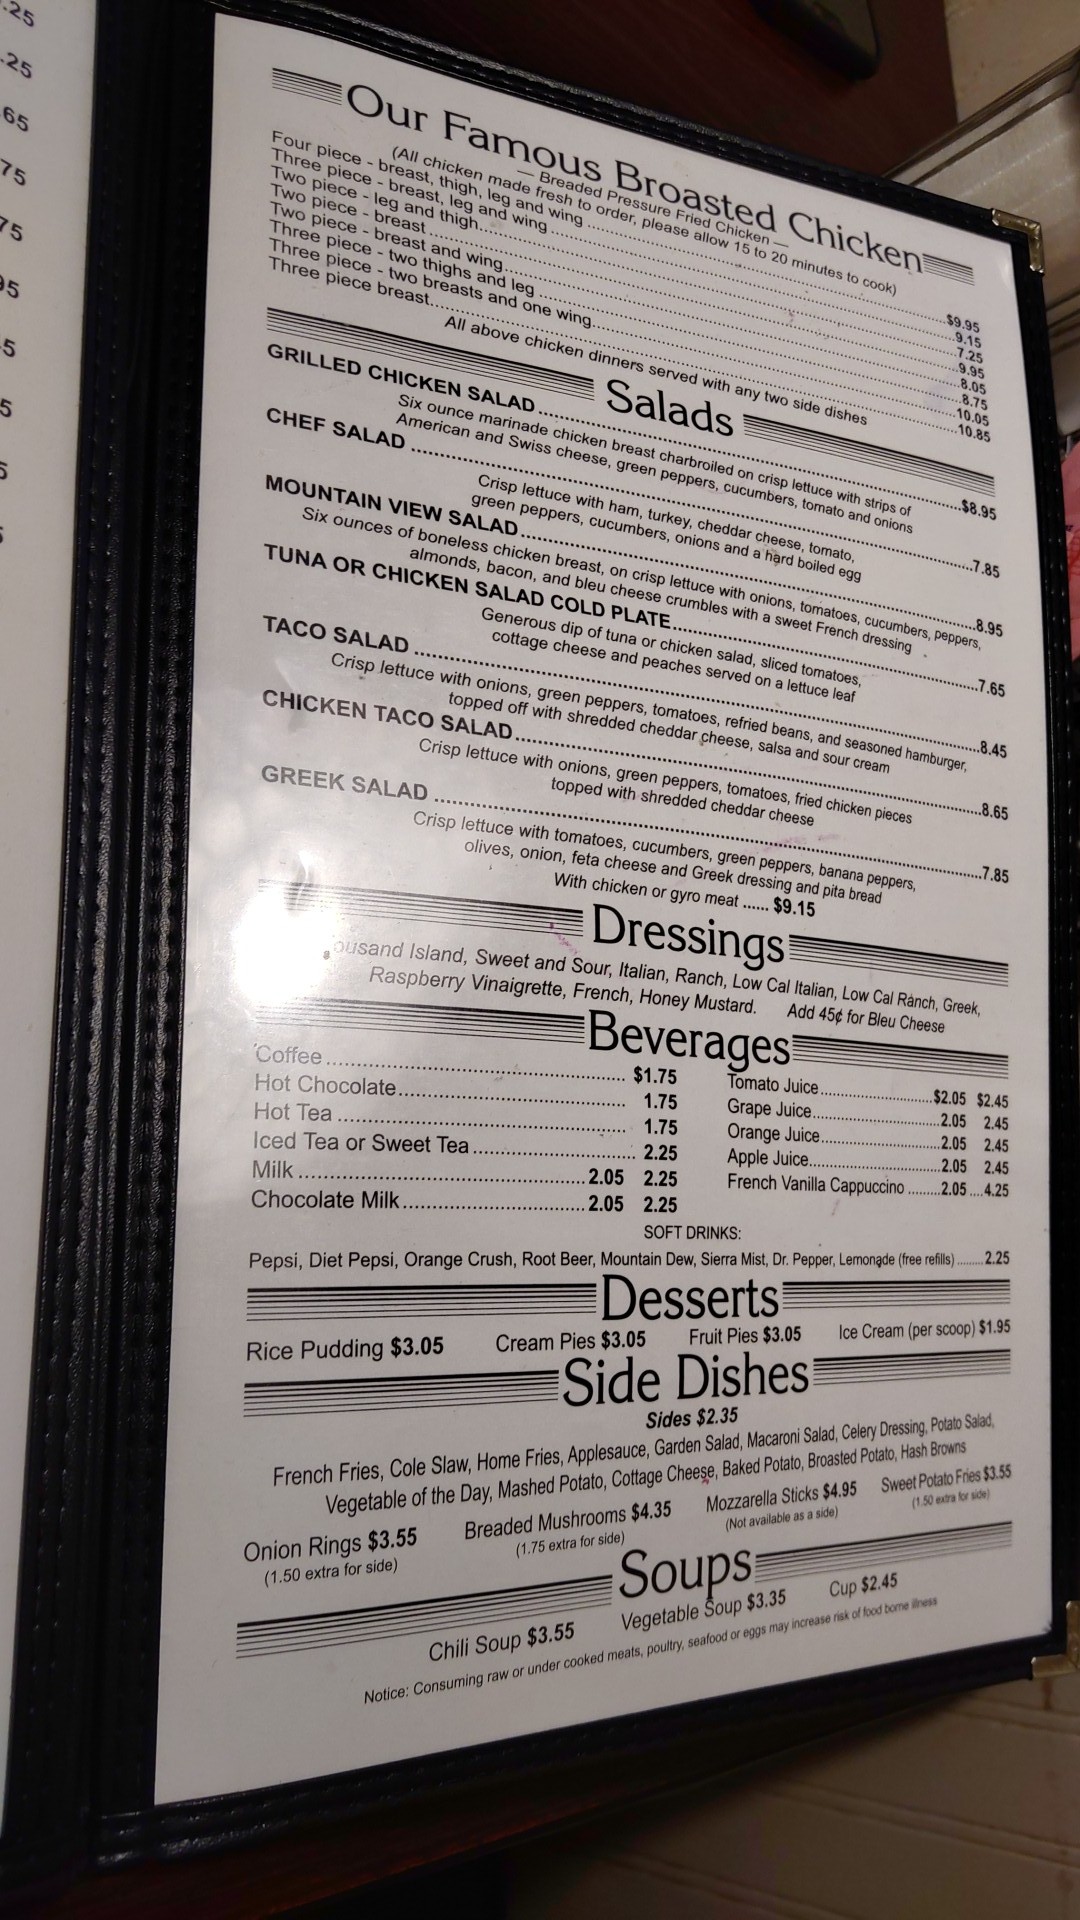 .25
.25
65
75
75
95
5
5
5
Our Famous Broasted Chicken
— Breaded Pressure Fried Chicken —
(All chicken made fresh to order, please allow 15 to 20 minutes to cook)
Four piece - breast, thigh, leg and wing ........ $9.95
Three piece - breast, leg and wing ........ 9.15
Two piece - leg and thigh ........ 7.25
Two piece - breast ........ 9.95
Two piece - breast and wing ........ 8.05
Three piece - two thighs and leg ........ 8.75
Three piece - two breasts and one wing ........ 10.05
Three piece breast ........ 10.85
All above chicken dinners served with any two side dishes
Salads
GRILLED CHICKEN SALAD ........ $8.95
Six ounce marinade chicken breast charbroiled on crisp lettuce with strips of
American and Swiss cheese, green peppers, cucumbers, tomato and onions
CHEF SALAD ........ 7.85
Crisp lettuce with ham, turkey, cheddar cheese, tomato,
green peppers, cucumbers, onions and a hard boiled egg
MOUNTAIN VIEW SALAD ........ 8.95
Six ounces of boneless chicken breast, on crisp lettuce with onions, tomatoes, cucumbers, peppers,
almonds, bacon, and bleu cheese crumbles with a sweet French dressing
TUNA OR CHICKEN SALAD COLD PLATE ........ 7.65
Generous dip of tuna or chicken salad, sliced tomatoes,
cottage cheese and peaches served on a lettuce leaf
TACO SALAD ........ 8.45
Crisp lettuce with onions, green peppers, tomatoes, refried beans, and seasoned hamburger,
topped off with shredded cheddar cheese, salsa and sour cream
CHICKEN TACO SALAD ........ 8.65
Crisp lettuce with onions, green peppers, tomatoes, fried chicken pieces
topped with shredded cheddar cheese
GREEK SALAD ........ 7.85
Crisp lettuce with tomatoes, cucumbers, green peppers, banana peppers,
olives, onion, feta cheese and Greek dressing and pita bread
With chicken or gyro meat ...... $9.15
Dressings
ousand Island, Sweet and Sour, Italian, Ranch, Low Cal Italian, Low Cal Ranch, Greek,
Raspberry Vinaigrette, French, Honey Mustard. Add 45¢ for Bleu Cheese
Beverages
Coffee ........ $1.75
Hot Chocolate ........ 1.75
Hot Tea ........ 1.75
Iced Tea or Sweet Tea ........ 2.25
Milk ........ 2.05 2.25
Chocolate Milk ........ 2.05 2.25
Tomato Juice ........ $2.05 $2.45
Grape Juice ........ 2.05 2.45
Orange Juice ........ 2.05 2.45
Apple Juice ........ 2.05 2.45
French Vanilla Cappuccino ........ 2.05 .... 4.25
SOFT DRINKS:
Pepsi, Diet Pepsi, Orange Crush, Root Beer, Mountain Dew, Sierra Mist, Dr. Pepper, Lemonade (free refills) ........ 2.25
Desserts
Rice Pudding $3.05 Cream Pies $3.05 Fruit Pies $3.05 Ice Cream (per scoop) $1.95
Side Dishes
Sides $2.35
French Fries, Cole Slaw, Home Fries, Applesauce, Garden Salad, Macaroni Salad, Celery Dressing, Potato Salad,
Vegetable of the Day, Mashed Potato, Cottage Cheese, Baked Potato, Broasted Potato, Hash Browns
Onion Rings $3.55 Breaded Mushrooms $4.35 Mozzarella Sticks $4.95 Sweet Potato Fries $3.55
(1.50 extra for side) (1.75 extra for side) (Not available as a side) (1.50 extra for side)
Soups
Chili Soup $3.55 Vegetable Soup $3.35 Cup $2.45
Notice: Consuming raw or under cooked meats, poultry, seafood or eggs may increase risk of food borne illness